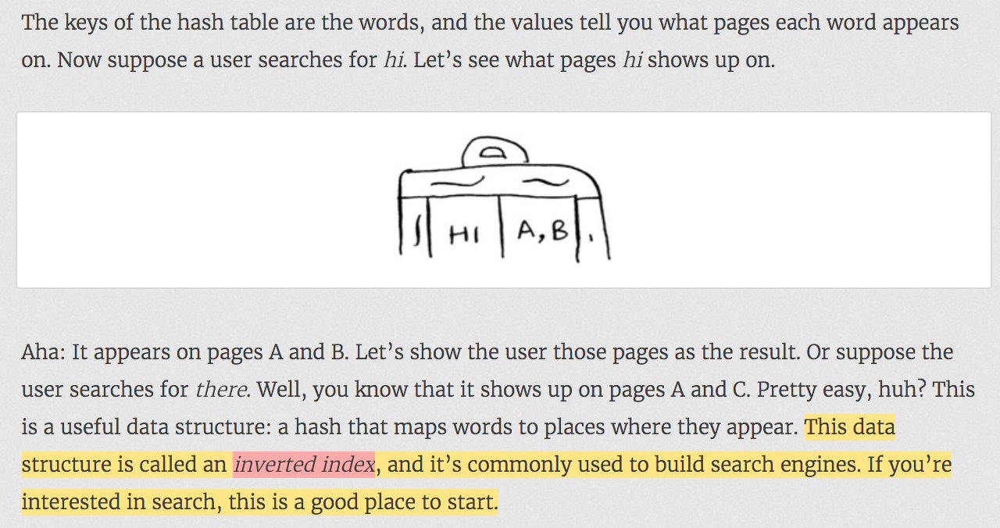 The keys of the hash table are the words, and the values tell you what pages each word appears
on. Now suppose a user searches for hi. Let’s see what pages hi shows up on.
HI A, B
Aha: It appears on pages A and B. Let’s show the user those pages as the result. Or suppose the
user searches for there. Well, you know that it shows up on pages A and C. Pretty easy, huh? This
is a useful data structure: a hash that maps words to places where they appear. This data
structure is called an inverted index, and it’s commonly used to build search engines. If you’re
interested in search, this is a good place to start.